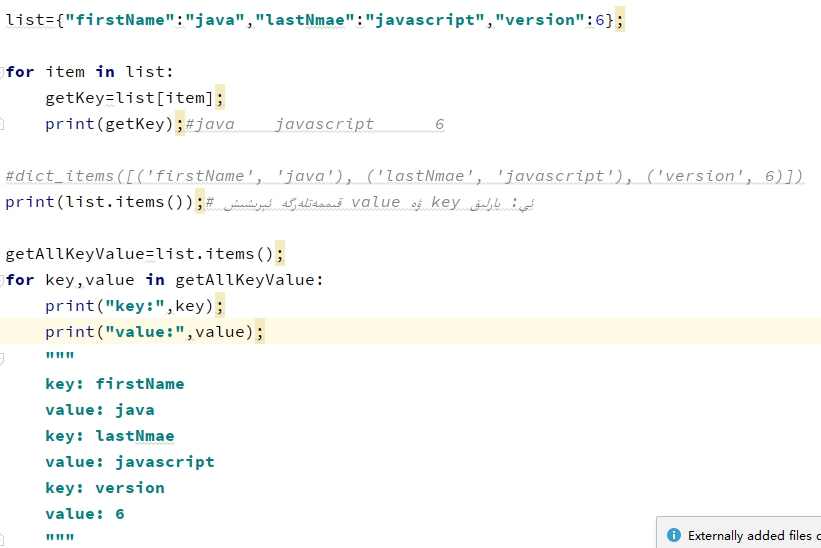 list={"firstName":"java","lastNmae":"javascript","version":6};
for item in list:
getKey=list[item];
print(getKey);#java    javascript      6
#dict_items([('firstName', 'java'), ('lastNmae', 'javascript'), ('version', 6)])
print(list.items());# ئې: بارلىق key ۋە value قىممەتلەرگە ئېرىشىش
getAllKeyValue=list.items();
for key,value in getAllKeyValue:
print("key:",key);
print("value:",value);
"""
key: firstName
value: java
key: lastNmae
value: javascript
key: version
value: 6
"""
Externally added files